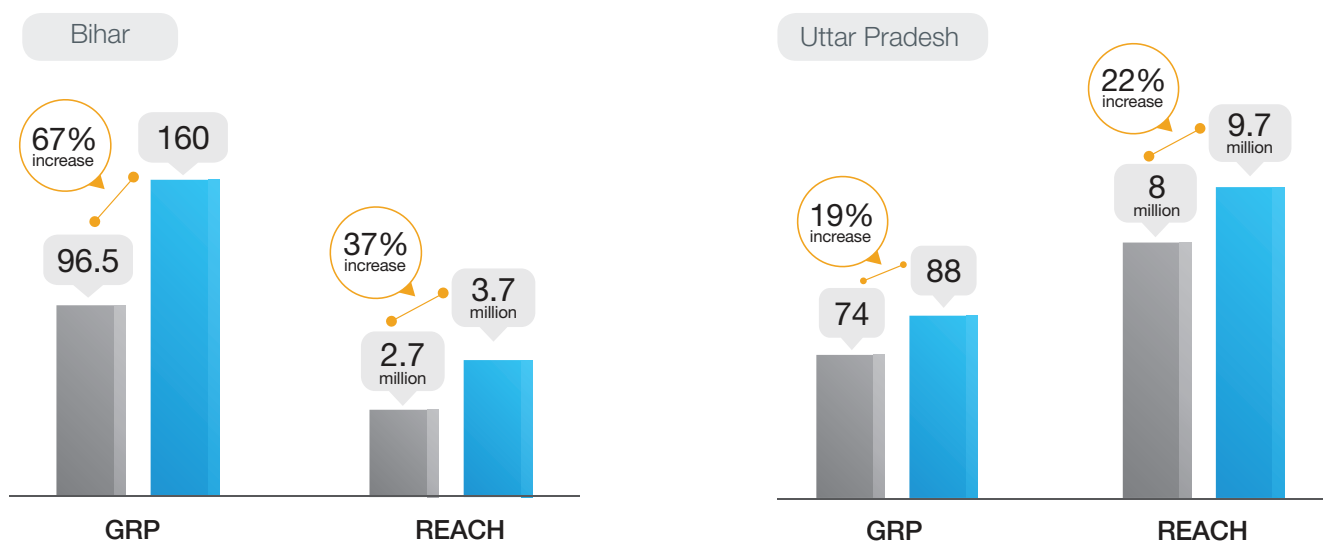 Bihar
67%
increase
160
96.5
37%
increase
3.7
million
2.7
million
GRP
REACH
Uttar Pradesh
22%
increase
9.7
million
8
million
19%
increase
88
74
GRP
REACH